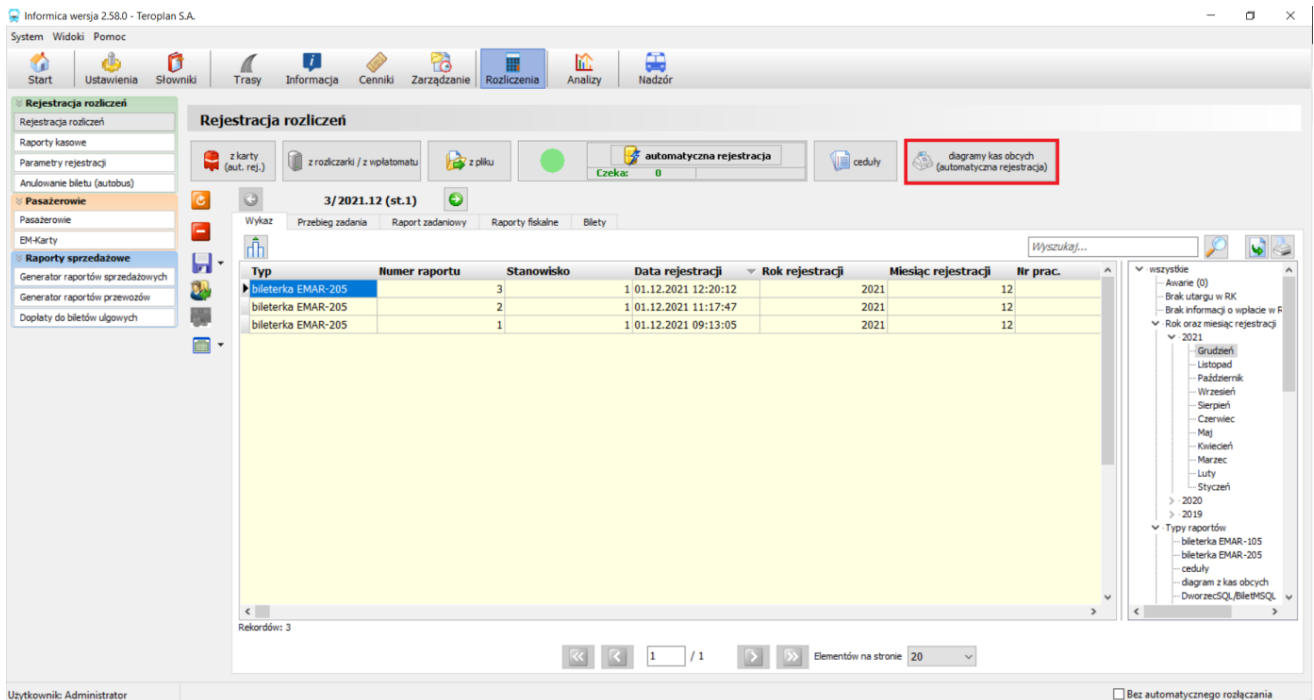 Informica wersja 2.58.0 - Teroplan S.A.
System Widoki Pomoc
Start Ustawienia Słowniki Trasy Informacja Cenniki Zarządzanie Rozliczenia Analizy Nadzór
Rejestracja rozliczeń
Rejestracja rozliczeń
Raporty kasowe
Parametry rejestracji
Anulowanie biletu (autobus)
Pasażerowie
Pasażerowie
EM-Karty
Raporty sprzedażowe
Generator raportów sprzedażowych
Generator raportów przewozów
Dopłaty do biletów ulgowych
Rejestracja rozliczeń
z karty
(aut. rej.)
z rozliczarki / z wpłatomatu
z pliku
automatyczna rejestracja
Czeka: 0
ceduły
diagramy kas obcych
(automatyczna rejestracja)
3/2021.12 (st.1)
Wykaz Przebieg zadania Raport zadaniowy Raporty fiskalne Bilety
Wyszukaj...
Typ Numer raportu Stanowisko Data rejestracji Rok rejestracji Miesiąc rejestracji Nr prac.
bileterka EMAR-205 3 1 01.12.2021 12:20:12 2021 12
bileterka EMAR-205 2 1 01.12.2021 11:17:47 2021 12
bileterka EMAR-205 1 1 01.12.2021 09:13:05 2021 12
wszystkie
Awarie (0)
Brak utargu w RK
Brak informacji o wpłacie w R
Rok oraz miesiąc rejestracji
2021
Grudzień
Listopad
Październik
Wrzesień
Sierpień
Czerwiec
Maj
Kwiecień
Marzec
Luty
Styczeń
2020
2019
Typy raportów
bileterka EMAR-105
bileterka EMAR-205
ceduły
diagram z kas obcych
DworzecSQL/BiletMSQL
Rekordów: 3
1 / 1 Elementów na stronie 20
Użytkownik: Administrator
Bez automatycznego rozłączania